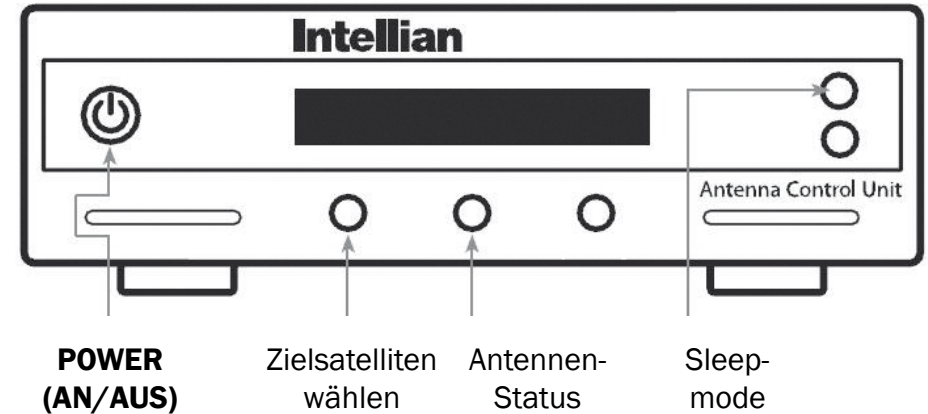 Intellian
Antenna Control Unit
POWER
(AN/AUS)
Zielsatelliten
wählen
Antennen-
Status
Sleep-
mode